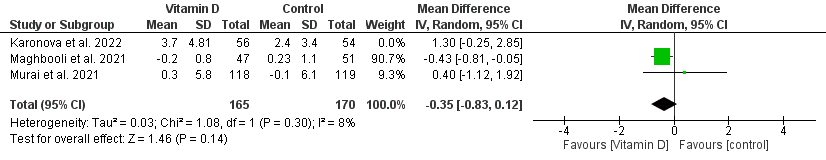 Vitamin D Control Mean Difference Mean Difference
Study or Subgroup Mean SD Total Mean SD Total Weight IV, Random, 95% CI IV, Random, 95% CI
Karonova et al. 2022 3.7 4.81 56 2.4 3.4 54 0.0% 1.30 [-0.25, 2.85]
Maghbooli et al. 2021 -0.2 0.8 47 0.23 1.1 51 90.7% -0.43 [-0.81, -0.05]
Murai et al. 2021 0.3 5.8 118 -0.1 6.1 119 9.3% 0.40 [-1.12, 1.92]
Total (95% CI) 165 170 100.0% -0.35 [-0.83, 0.12]
Heterogeneity: Tau² = 0.03; Chi² = 1.08, df = 1 (P = 0.30); I² = 8%
Test for overall effect: Z = 1.46 (P = 0.14)
-4 -2 0 2 4
Favours [Vitamin D] Favours [control]